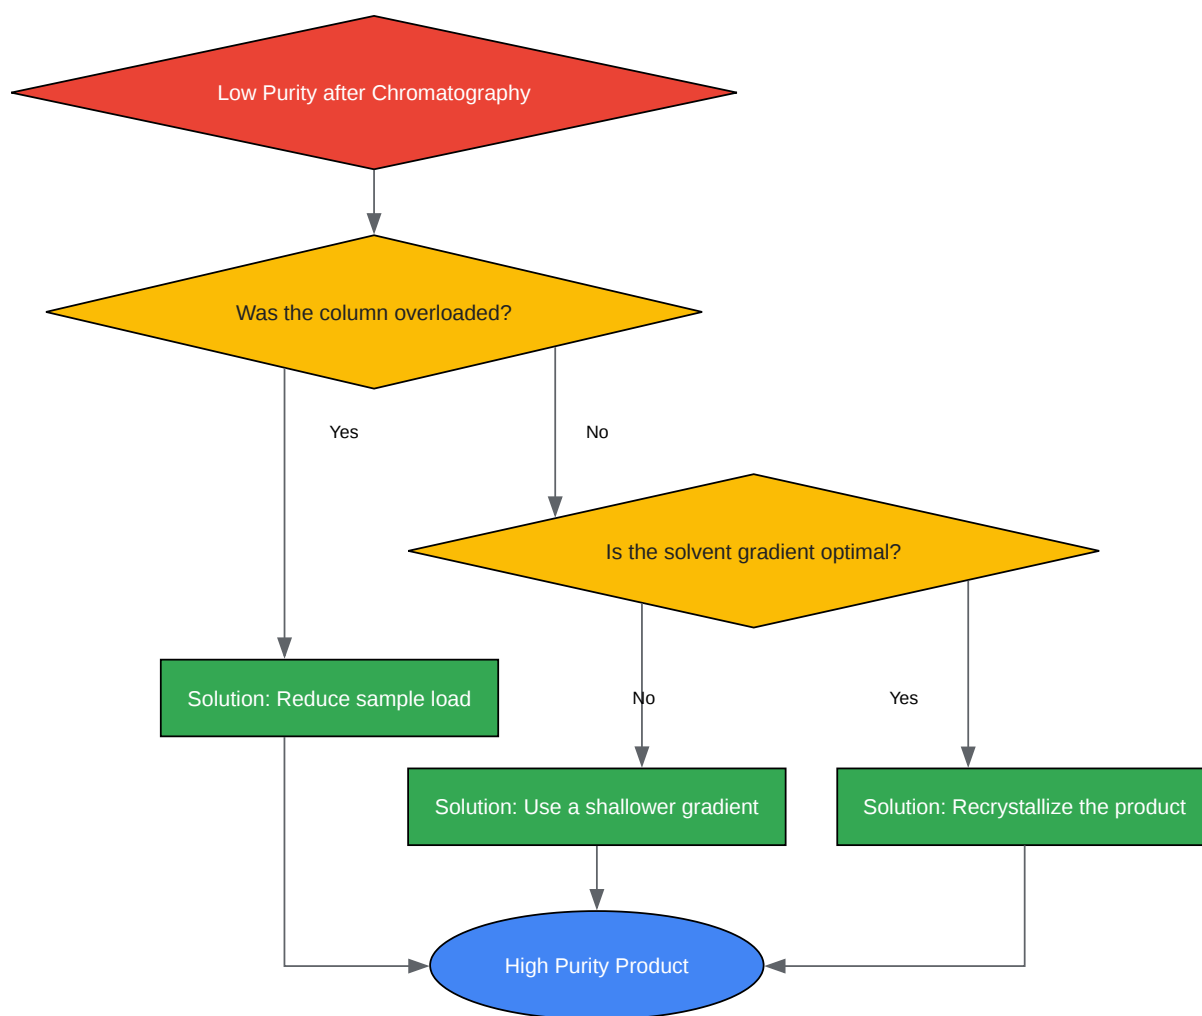 Low Purity after Chromatography
Was the column overloaded?
Yes
No
Is the solvent gradient optimal?
Solution: Reduce sample load
No
Yes
Solution: Use a shallower gradient
Solution: Recrystallize the product
High Purity Product